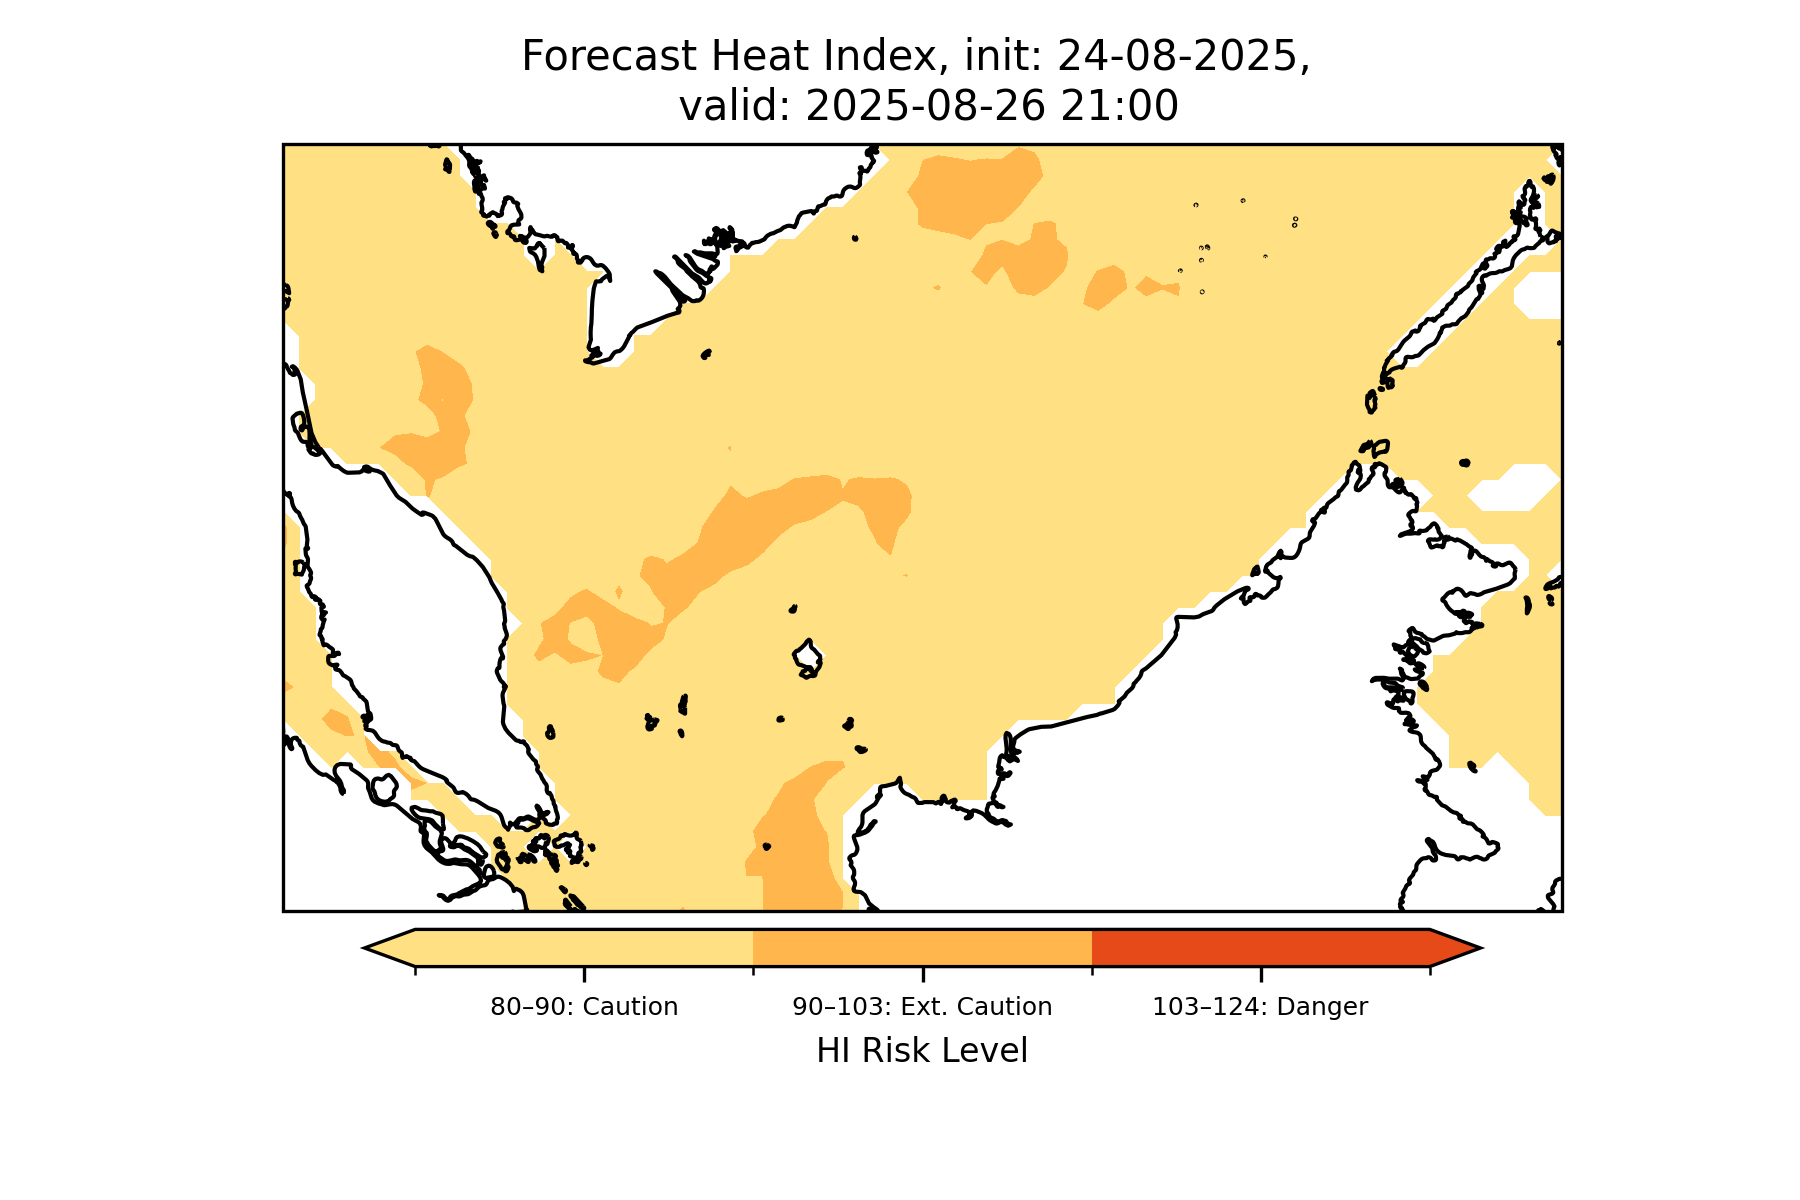 Forecast Heat Index, init: 24-08-2025,
valid: 2025-08-26 21:00
80–90: Caution
90–103: Ext. Caution
103–124: Danger
HI Risk Level